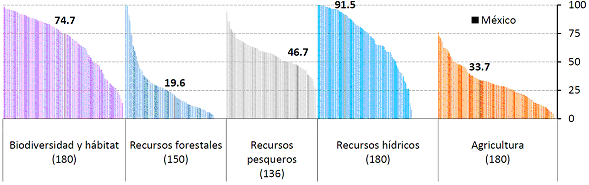 91.5
100
México
74.7
75
46.7
50
33.7
19.6
25
0
Biodiversidad y hábitat
(180)
Recursos forestales
(150)
Recursos
pesqueros
(136)
Recursos hídricos
(180)
Agricultura
(180)